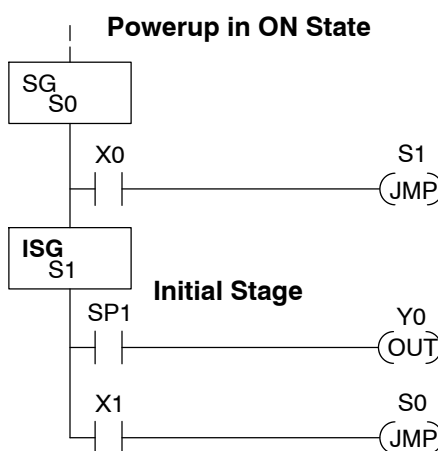 Powerup in ON State
SG
S0
X0
S1
JMP
ISG
S1
Initial Stage
SP1
Y0
OUT
X1
S0
JMP